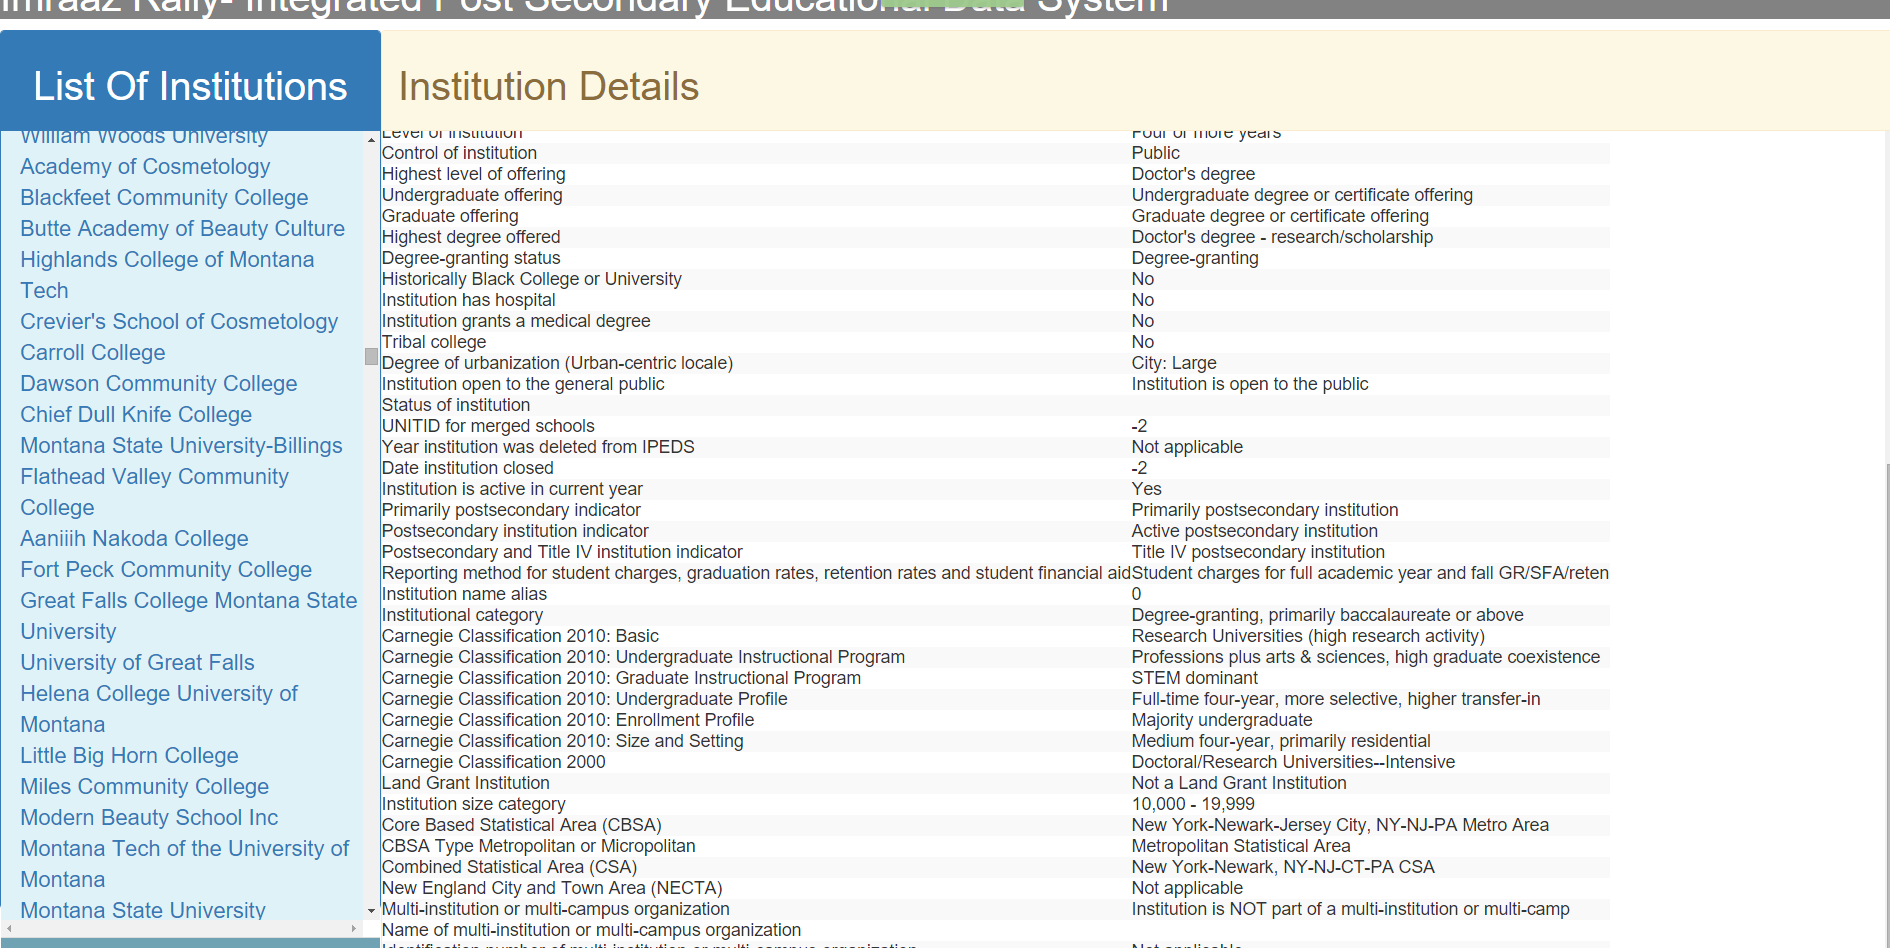 Imraaz Rally- Integrated Post Secondary Educational Data System
List Of Institutions
William Woods University
Academy of Cosmetology
Blackfeet Community College
Butte Academy of Beauty Culture
Highlands College of Montana
Tech
Crevier's School of Cosmetology
Carroll College
Dawson Community College
Chief Dull Knife College
Montana State University-Billings
Flathead Valley Community
College
Aaniiih Nakoda College
Fort Peck Community College
Great Falls College Montana State
University
University of Great Falls
Helena College University of
Montana
Little Big Horn College
Miles Community College
Modern Beauty School Inc
Montana Tech of the University of
Montana
Montana State University
Institution Details
Level of institution Four or more years
Control of institution Public
Highest level of offering Doctor's degree
Undergraduate offering Undergraduate degree or certificate offering
Graduate offering Graduate degree or certificate offering
Highest degree offered Doctor's degree - research/scholarship
Degree-granting status Degree-granting
Historically Black College or University No
Institution has hospital No
Institution grants a medical degree No
Tribal college No
Degree of urbanization (Urban-centric locale) City: Large
Institution open to the general public Institution is open to the public
Status of institution
UNITID for merged schools -2
Year institution was deleted from IPEDS Not applicable
Date institution closed -2
Institution is active in current year Yes
Primarily postsecondary indicator Primarily postsecondary institution
Postsecondary institution indicator Active postsecondary institution
Postsecondary and Title IV institution indicator Title IV postsecondary institution
Reporting method for student charges, graduation rates, retention rates and student financial aid Student charges for full academic year and fall GR/SFA/reten
Institution name alias 0
Institutional category Degree-granting, primarily baccalaureate or above
Carnegie Classification 2010: Basic Research Universities (high research activity)
Carnegie Classification 2010: Undergraduate Instructional Program Professions plus arts & sciences, high graduate coexistence
Carnegie Classification 2010: Graduate Instructional Program STEM dominant
Carnegie Classification 2010: Undergraduate Profile Full-time four-year, more selective, higher transfer-in
Carnegie Classification 2010: Enrollment Profile Majority undergraduate
Carnegie Classification 2010: Size and Setting Medium four-year, primarily residential
Carnegie Classification 2000 Doctoral/Research Universities--Intensive
Land Grant Institution Not a Land Grant Institution
Institution size category 10,000 - 19,999
Core Based Statistical Area (CBSA) New York-Newark-Jersey City, NY-NJ-PA Metro Area
CBSA Type Metropolitan or Micropolitan Metropolitan Statistical Area
Combined Statistical Area (CSA) New York-Newark, NY-NJ-CT-PA CSA
New England City and Town Area (NECTA) Not applicable
Multi-institution or multi-campus organization Institution is NOT part of a multi-institution or multi-camp
Name of multi-institution or multi-campus organization
Identification number of multi-institution or multi-campus organization Not applicable